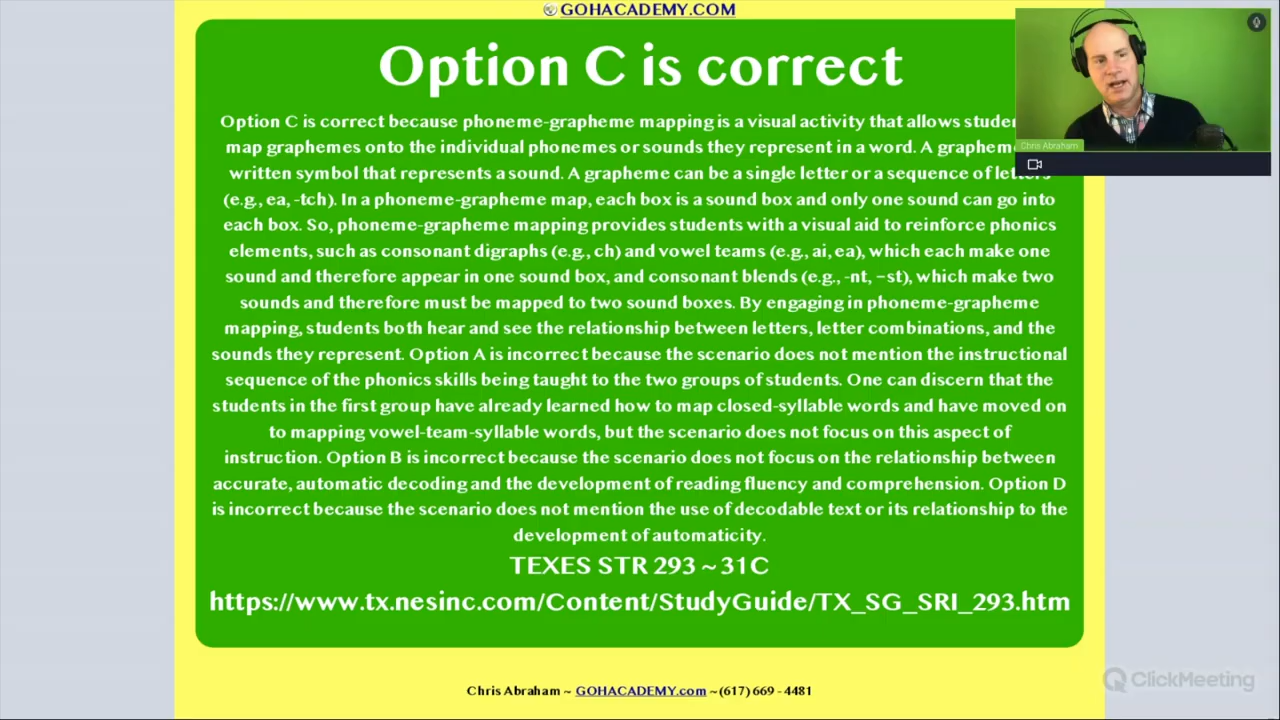 GOHACADEMY.COM
Option C is correct
Option C is correct because phoneme-grapheme mapping is a visual activity that allows
map graphemes onto the individual phonemes or sounds they represent in a word. A
written symbol that represents a sound. A grapheme can be a single letter or a sequence of letters
(e.g., ea, -tch). In a phoneme-grapheme map, each box is a sound box and only one sound can go into
each box. So, phoneme-grapheme mapping provides students with a visual aid to reinforce phonics
elements, such as consonant digraphs (e.g., ch) and vowel teams (e.g., ai, ea), which each make one
sound and therefore appear in one sound box, and consonant blends (e.g., -nt, –st), which make two
sounds and therefore must be mapped to two sound boxes. By engaging in phoneme-grapheme
mapping, students both hear and see the relationship between letters, letter combinations, and the
sounds they represent. Option A is incorrect because the scenario does not mention the instructional
sequence of the phonics skills being taught to the two groups of students. One can discern that the
students in the first group have already learned how to map closed-syllable words and have moved on
to mapping vowel-team-syllable words, but the scenario does not focus on this aspect of
instruction. Option B is incorrect because the scenario does not focus on the relationship between
accurate, automatic decoding and the development of reading fluency and comprehension. Option D
is incorrect because the scenario does not mention the use of decodable text or its relationship to the
development of automaticity.
TEXES STR 293 ~ 31C
https://www.tx.nesinc.com/Content/StudyGuide/TX_SG_SRI_293.htm
Chris Abraham ~ GOHACADEMY.com ~(617) 669 - 4481
Chris Abraham
ClickMeeting